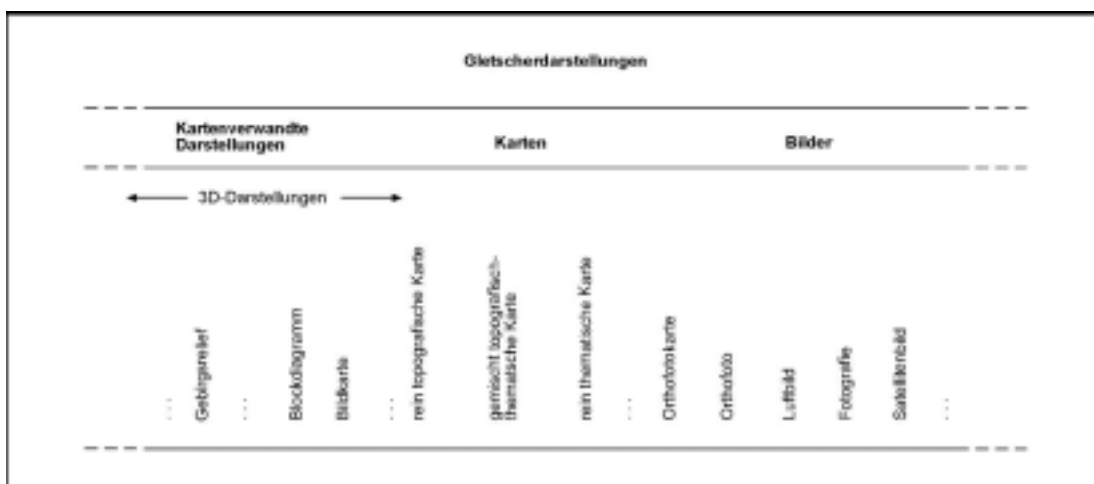 Gletscherdarstellungen
Kartenverwandte
Darstellungen
Karten
Bilder
3D-Darstellungen
. . .
Gebirgsrelief
. . .
Blockdiagramm
Bildkarte
. . .
rein topografische Karte
gemischt topografisch-
thematische Karte
rein thematische Karte
. . .
Orthofotokarte
Orthofoto
Luftbild
Fotografie
Satellitenbild
. . .